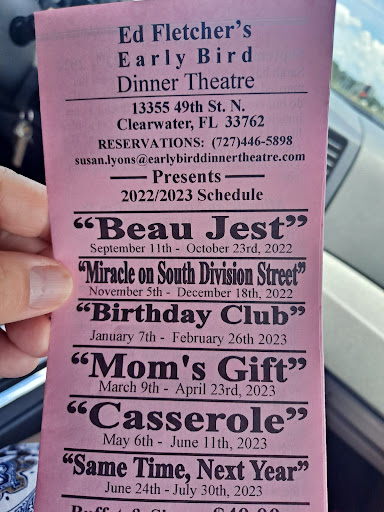 Ed Fletcher's
Early Bird
Dinner Theatre
13355 49th St. N.
Clearwater, FL 33762
RESERVATIONS: (727)446-5898
susan.lyons@earlybirddinnertheatre.com
Presents
2022/2023 Schedule
"Beau Jest"
September 11th - October 23rd, 2022
"Miracle on South Division Street"
November 5th - December 18th, 2022
"Birthday Club"
January 7th - February 26th 2023
"Mom's Gift"
March 9th - April 23rd, 2023
"Casserole"
May 6th - June 11th, 2023
"Same Time, Next Year"
June 24th - July 30th, 2023
Buffet & Show